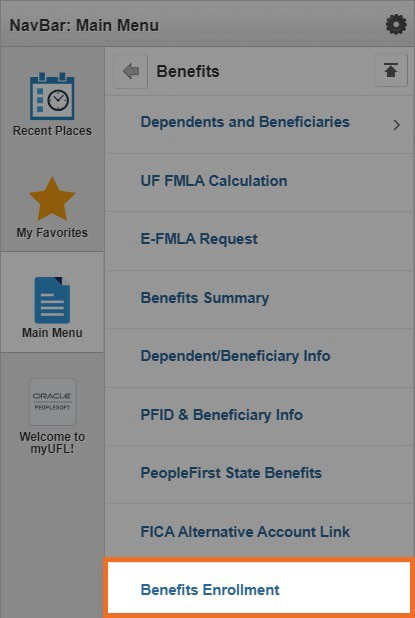 NavBar: Main Menu
Recent Places
My Favorites
Main Menu
ORACLE
PEOPLESOFT
Welcome to
myUFL!
Benefits
Dependents and Beneficiaries
UF FMLA Calculation
E-FMLA Request
Benefits Summary
Dependent/Beneficiary Info
PFID & Beneficiary Info
PeopleFirst State Benefits
FICA Alternative Account Link
Benefits Enrollment